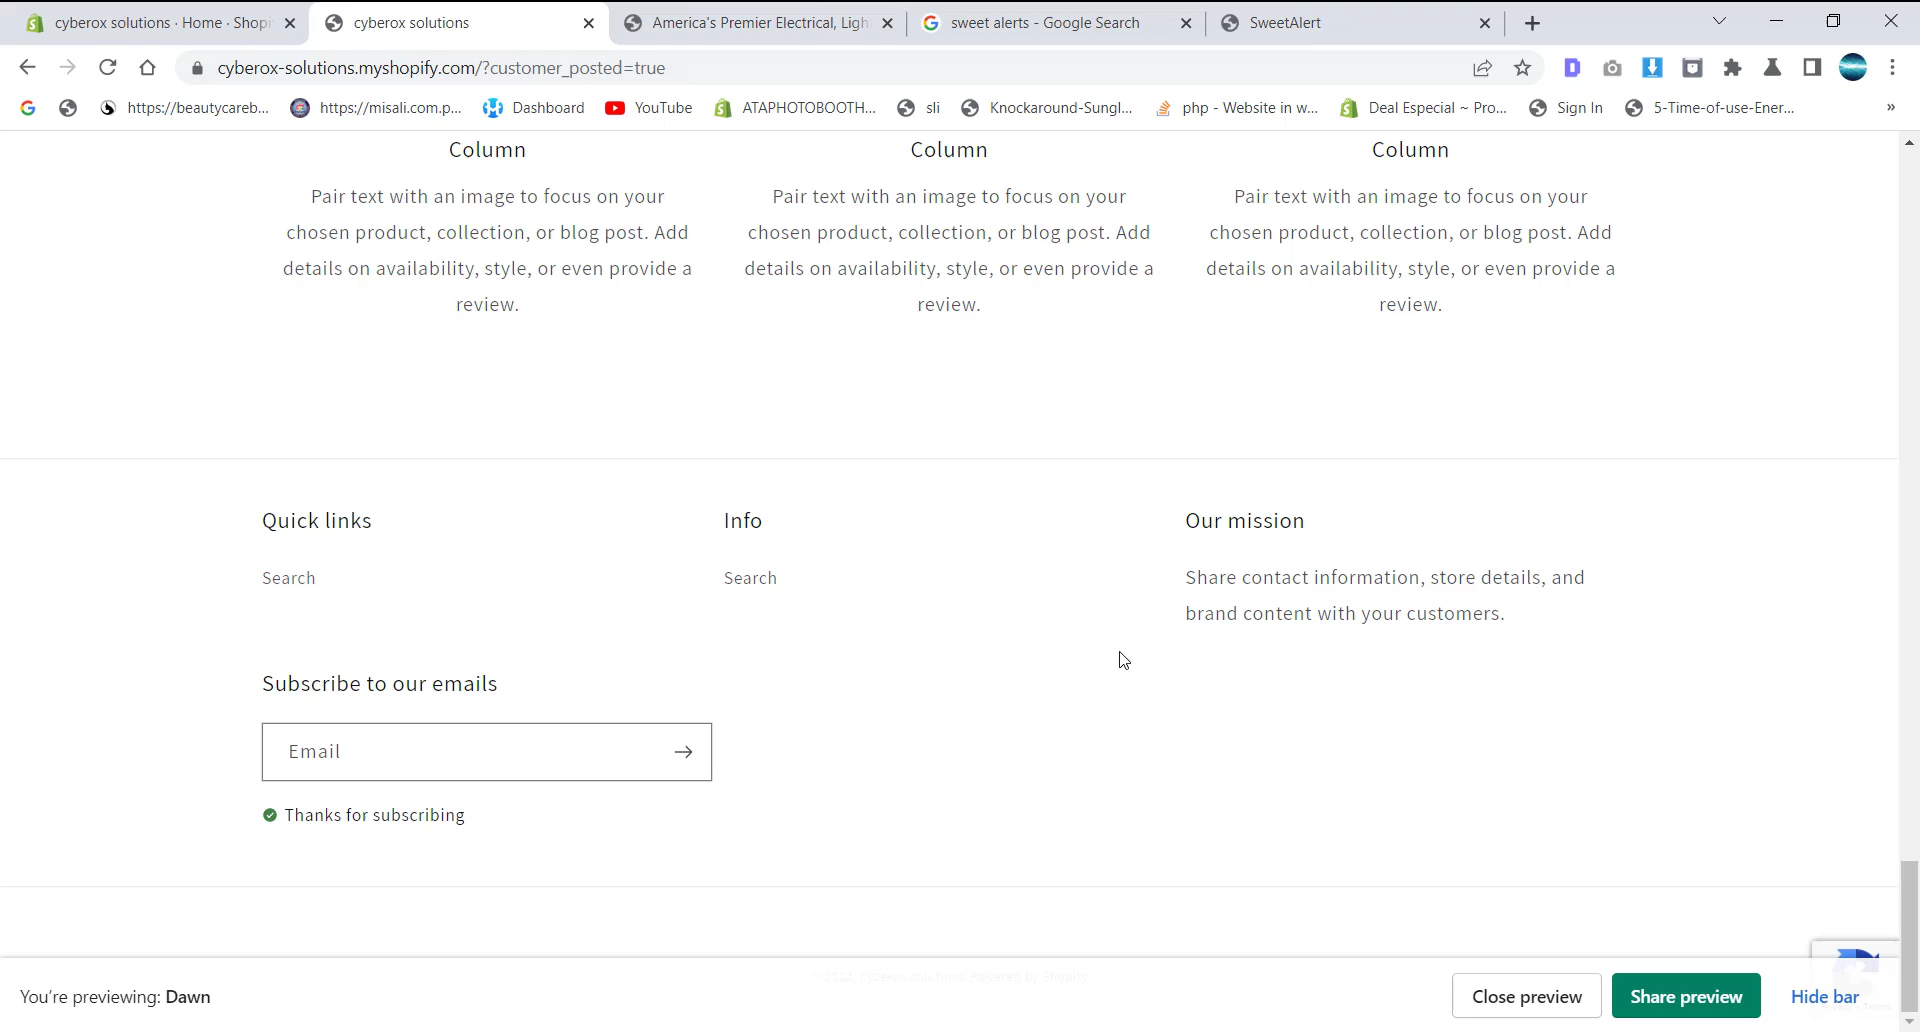 cyberox solutions · Home · Shopi
cyberox solutions
America's Premier Electrical, Ligh
sweet alerts - Google Search
SweetAlert
cyberox-solutions.myshopify.com/?customer_posted=true
https://beautycareb...
https://misali.com.p...
Dashboard
YouTube
ATAPHOTOBOOTH...
sli
Knockaround-Sungl...
php - Website in w...
Deal Especial ~ Pro...
Sign In
5-Time-of-use-Ener...
»
Column
Pair text with an image to focus on your
chosen product, collection, or blog post. Add
details on availability, style, or even provide a
review.
Column
Pair text with an image to focus on your
chosen product, collection, or blog post. Add
details on availability, style, or even provide a
review.
Column
Pair text with an image to focus on your
chosen product, collection, or blog post. Add
details on availability, style, or even provide a
review.
Quick links
Search
Info
Search
Our mission
Share contact information, store details, and
brand content with your customers.
Subscribe to our emails
Email
Thanks for subscribing
© 2022, cyberox solutions Powered by Shopify
You're previewing: Dawn
Close preview
Share preview
Hide bar